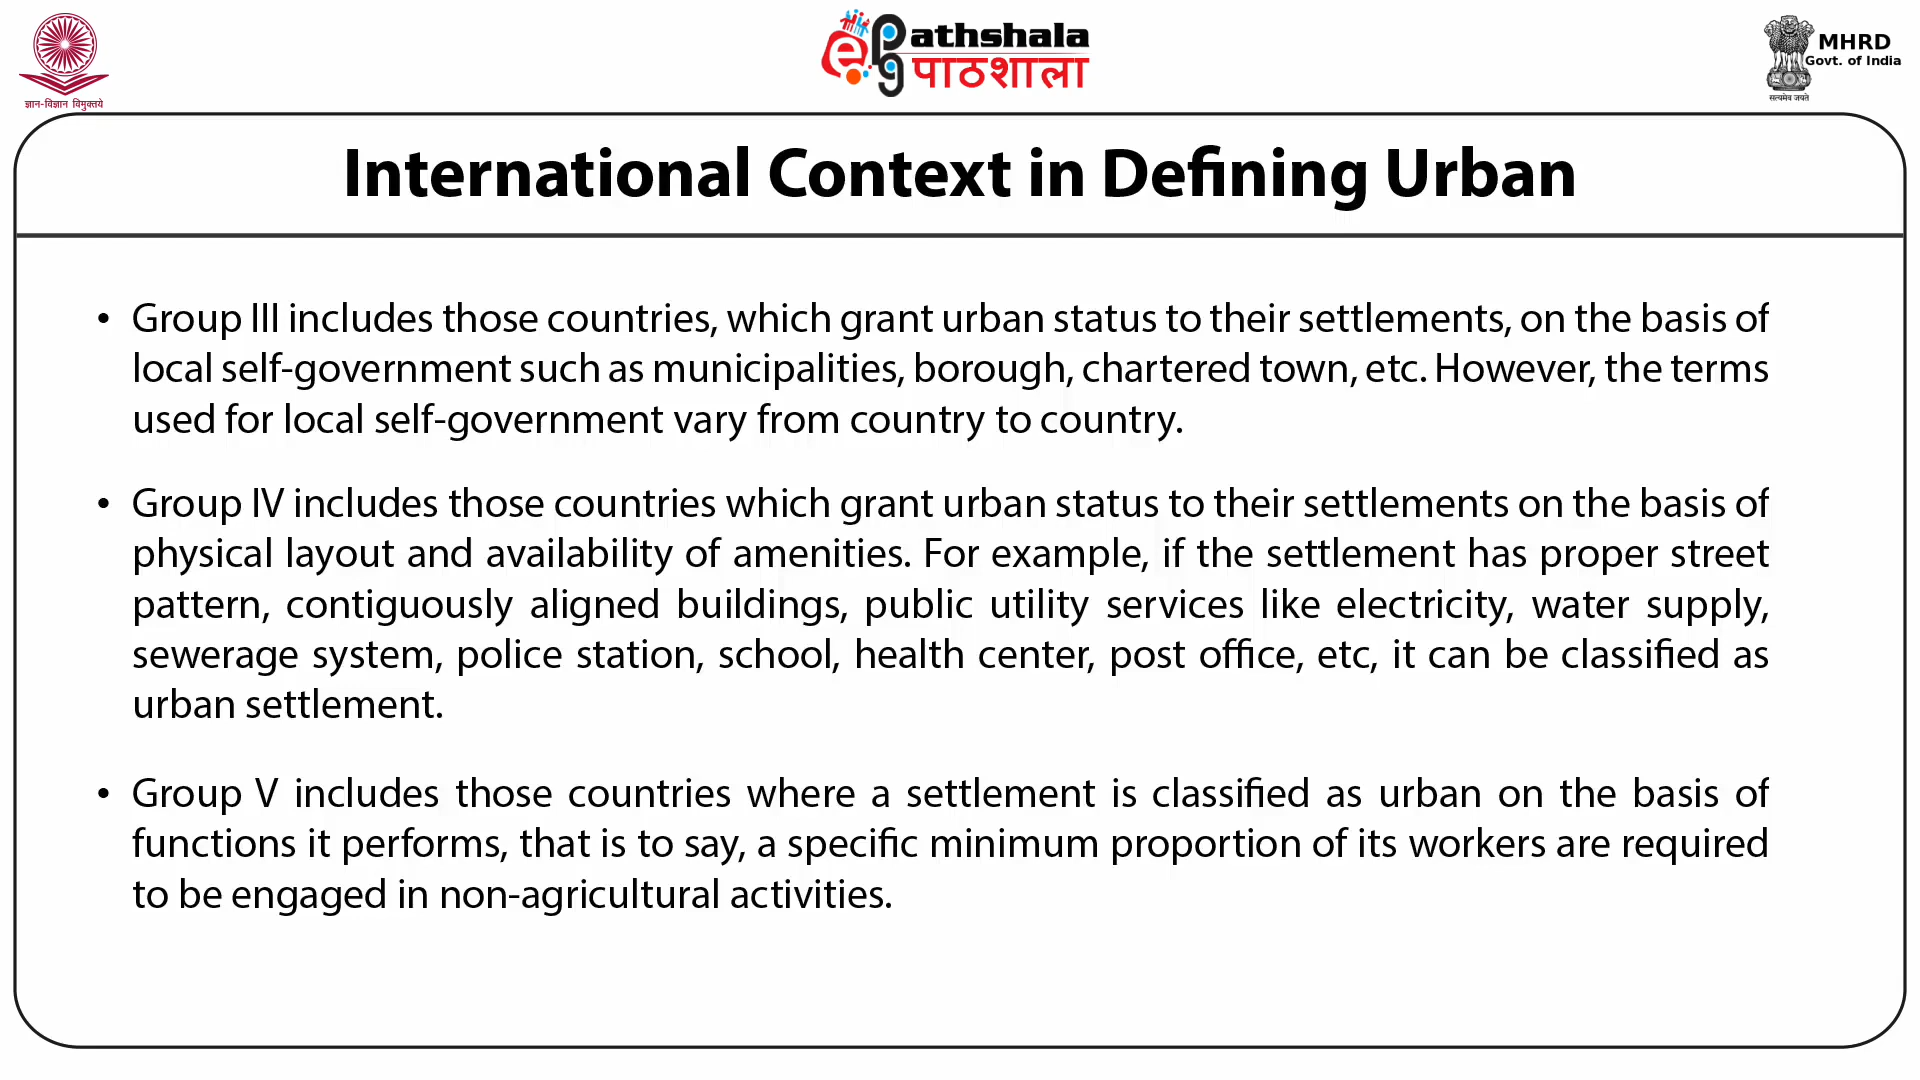 ज्ञान-विज्ञान विमुक्तये
e Pg Pathshala
पाठशाला
MHRD
Govt. of India
सत्यमेव जयते
International Context in Defining Urban
• Group III includes those countries, which grant urban status to their settlements, on the basis of
local self-government such as municipalities, borough, chartered town, etc. However, the terms
used for local self-government vary from country to country.
• Group IV includes those countries which grant urban status to their settlements on the basis of
physical layout and availability of amenities. For example, if the settlement has proper street
pattern, contiguously aligned buildings, public utility services like electricity, water supply,
sewerage system, police station, school, health center, post office, etc, it can be classified as
urban settlement.
• Group V includes those countries where a settlement is classified as urban on the basis of
functions it performs, that is to say, a specific minimum proportion of its workers are required
to be engaged in non-agricultural activities.